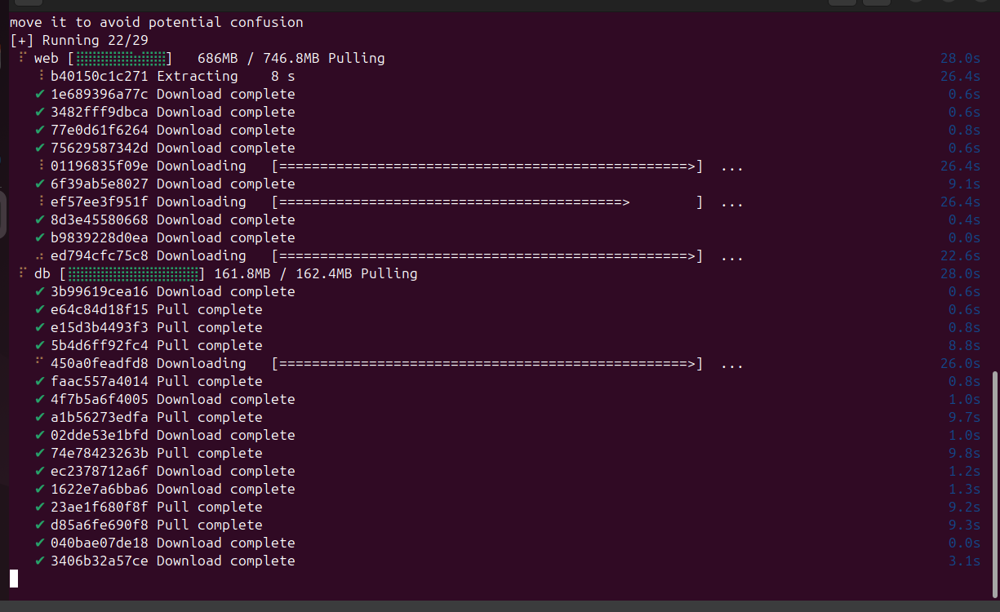 move it to avoid potential confusion
[+] Running 22/29
⠏ web [⣿⣿⣿⣿⣿⣿⣿⣤⣿⣿⣿] 686MB / 746.8MB Pulling 28.0s
⠸ b40150c1c271 Extracting 8 s 26.4s
✔ 1e689396a77c Download complete 0.6s
✔ 3482fff9dbca Download complete 0.6s
✔ 77e0d61f6264 Download complete 0.8s
✔ 75629587342d Download complete 0.6s
⠸ 01196835f09e Downloading [==================================================>] ... 26.4s
✔ 6f39ab5e8027 Download complete 9.1s
⠸ ef57ee3f951f Downloading [==========================================>        ] ... 26.4s
✔ 8d3e45580668 Download complete 0.4s
✔ b9839228d0ea Download complete 0.0s
⠴ ed794cfc75c8 Downloading [==================================================>] ... 22.6s
⠏ db [⣿⣿⣿⣿⣿⣿⣿⣿⣿⣿⣿⣿⣿⣿⣿⣿] 161.8MB / 162.4MB Pulling 28.0s
✔ 3b99619cea16 Download complete 0.6s
✔ e64c84d18f15 Pull complete 0.6s
✔ e15d3b4493f3 Pull complete 0.8s
✔ 5b4d6ff92fc4 Pull complete 8.8s
⠋ 450a0feadfd8 Downloading [==================================================>] ... 26.0s
✔ faac557a4014 Pull complete 0.8s
✔ 4f7b5a6f4005 Download complete 1.0s
✔ a1b56273edfa Pull complete 9.7s
✔ 02dde53e1bfd Download complete 1.0s
✔ 74e78423263b Pull complete 9.8s
✔ ec2378712a6f Download complete 1.2s
✔ 1622e7a6bba6 Download complete 1.3s
✔ 23ae1f680f8f Pull complete 9.2s
✔ d85a6fe690f8 Pull complete 9.3s
✔ 040bae07de18 Download complete 0.0s
✔ 3406b32a57ce Download complete 3.1s